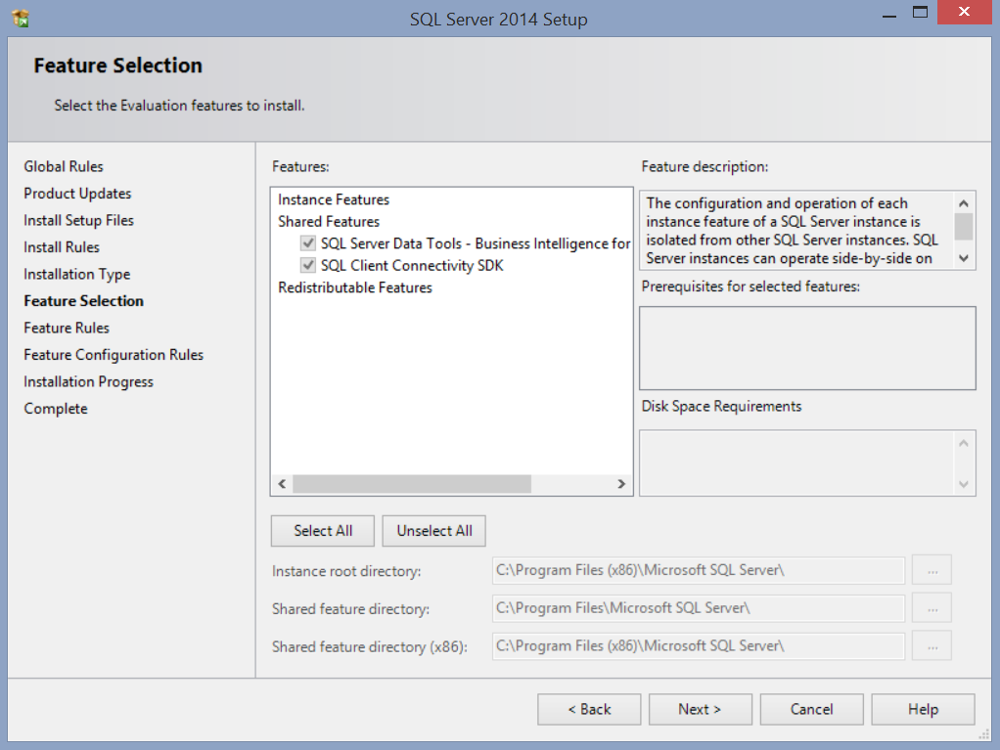 SQL Server 2014 Setup
Feature Selection
Select the Evaluation features to install.
Global Rules
Product Updates
Install Setup Files
Install Rules
Installation Type
Feature Selection
Feature Rules
Feature Configuration Rules
Installation Progress
Complete
Features:
Instance Features
Shared Features
SQL Server Data Tools - Business Intelligence for
SQL Client Connectivity SDK
Redistributable Features
Feature description:
The configuration and operation of each
instance feature of a SQL Server instance is
isolated from other SQL Server instances. SQL
Server instances can operate side-by-side on
Prerequisites for selected features:
Disk Space Requirements
Select All
Unselect All
Instance root directory:
C:\Program Files (x86)\Microsoft SQL Server\
...
Shared feature directory:
C:\Program Files\Microsoft SQL Server\
...
Shared feature directory (x86):
C:\Program Files (x86)\Microsoft SQL Server\
...
< Back
Next >
Cancel
Help